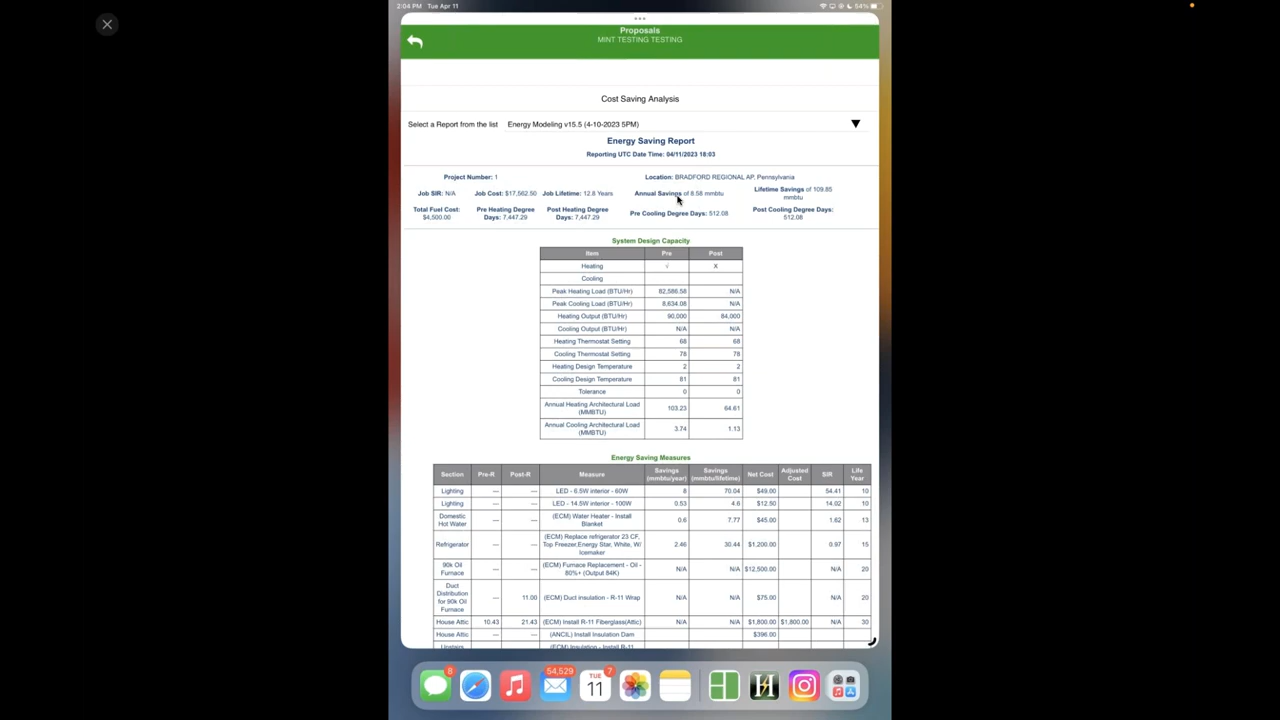 2:04 PM Tue Apr 11
54%
Proposals
MINT TESTING TESTING
Cost Saving Analysis
Select a Report from the list Energy Modeling v15.5 (4-10-2023 5PM) ▼
Energy Saving Report
Reporting UTC Date Time: 04/11/2023 18:03
Project Number: 1 Location: BRADFORD REGIONAL AP, Pennsylvania
Job SIR: N/A Job Cost: $17,562.50 Job Lifetime: 12.8 Years Annual Savings of 8.58 mmbtu Lifetime Savings of 109.85 mmbtu
Total Fuel Cost: $4,500.00 Pre Heating Degree Days: 7,447.29 Post Heating Degree Days: 7,447.29 Pre Cooling Degree Days: 512.08 Post Cooling Degree Days: 512.08
System Design Capacity
Item Pre Post
Heating √ X
Cooling
Peak Heating Load (BTU/Hr) 82,586.58 N/A
Peak Cooling Load (BTU/Hr) 8,634.08 N/A
Heating Output (BTU/Hr) 90,000 84,000
Cooling Output (BTU/Hr) N/A N/A
Heating Thermostat Setting 68 68
Cooling Thermostat Setting 78 78
Heating Design Temperature 2 2
Cooling Design Temperature 81 81
Tolerance 0 0
Annual Heating Architectural Load (MMBTU) 103.23 64.61
Annual Cooling Architectural Load (MMBTU) 3.74 1.13
Energy Saving Measures
Section Pre-R Post-R Measure Savings (mmbtu/year) Savings (mmbtu/lifetime) Net Cost Adjusted Cost SIR Life Year
Lighting --- --- LED - 6.5W interior - 60W 8 70.04 $49.00 54.41 10
Lighting --- --- LED - 14.5W interior - 100W 0.53 4.6 $12.50 14.02 10
Domestic Hot Water --- --- (ECM) Water Heater - Install Blanket 0.6 7.77 $45.00 1.62 13
Refrigerator --- --- (ECM) Replace refrigerator 23 CF, Top Freezer,Energy Star, White, W/ Icemaker 2.46 30.44 $1,200.00 0.97 15
90k Oil Furnace --- --- (ECM) Furnace Replacement - Oil - 80%+ (Output 84K) N/A N/A $12,500.00 N/A 20
Duct Distribution for 90k Oil Furnace --- 11.00 (ECM) Duct insulation - R-11 Wrap N/A N/A $75.00 N/A 20
House Attic 10.43 21.43 (ECM) Install R-11 Fiberglass(Attic) N/A N/A $1,800.00 $1,800.00 N/A 30
House Attic --- --- (ANCIL) Install Insulation Dam $396.00
Upstairs (ECM) Insulation - Install R-11
8
54,529
TUE
11
7
H